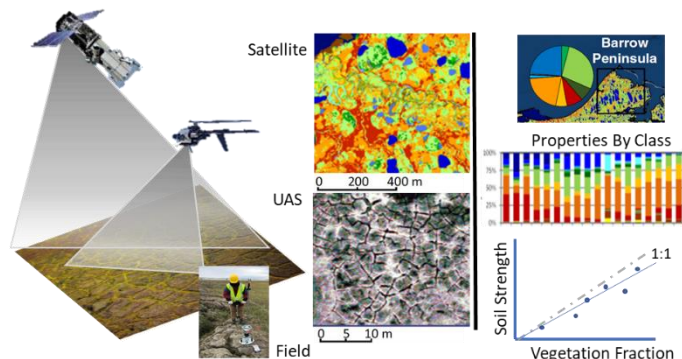 Satellite
0 200 400 m
UAS
0 5 10 m
Field
Barrow
Peninsula
Properties By Class
100%
75%
50%
25%
0%
1:1
Soil Strength
Vegetation Fraction